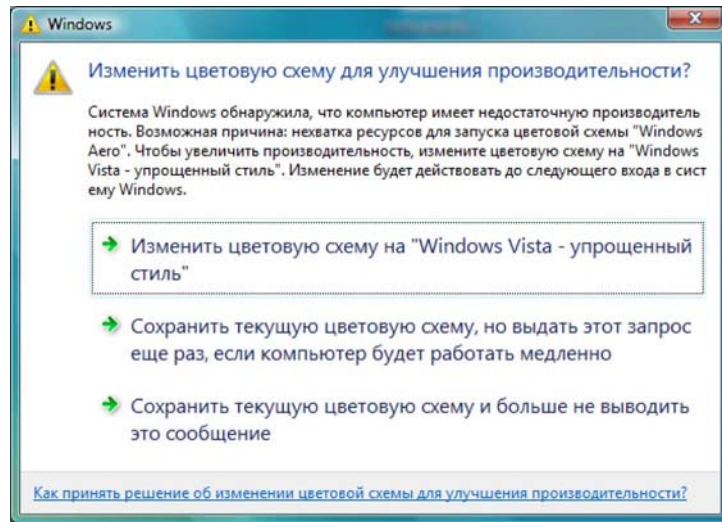 Windows
Изменить цветовую схему для улучшения производительности?
Система Windows обнаружила, что компьютер имеет недостаточную производитель
ность. Возможная причина: нехватка ресурсов для запуска цветовой схемы "Windows
Aero". Чтобы увеличить производительность, измените цветовую схему на "Windows
Vista - упрощенный стиль". Изменение будет действовать до следующего входа в сист
ему Windows.
Изменить цветовую схему на "Windows Vista - упрощенный
стиль"
Сохранить текущую цветовую схему, но выдать этот запрос
еще раз, если компьютер будет работать медленно
Сохранить текущую цветовую схему и больше не выводить
это сообщение
Как принять решение об изменении цветовой схемы для улучшения производительности?